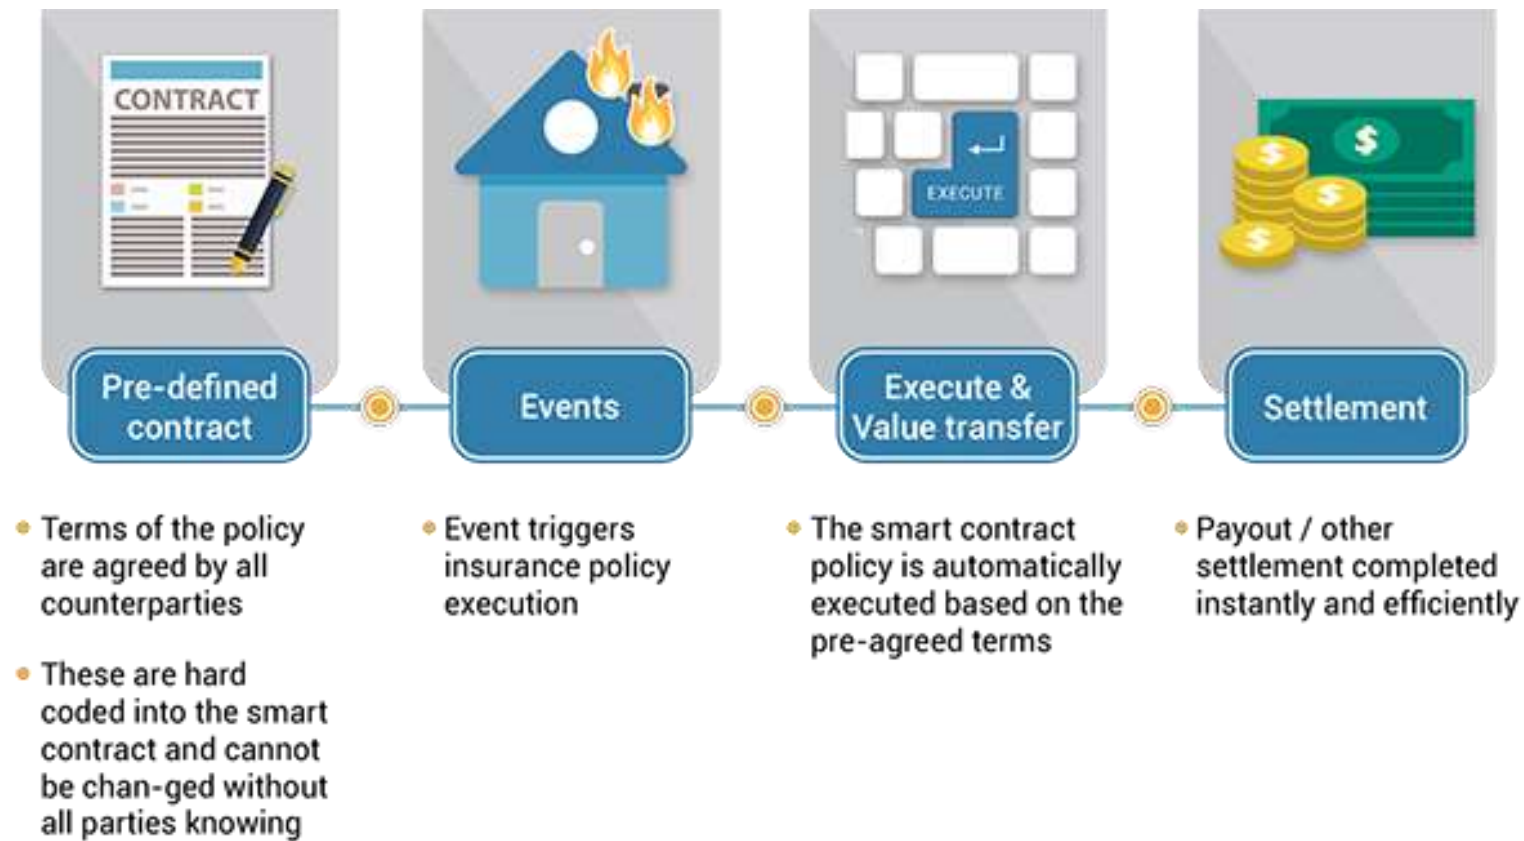 CONTRACT
EXECUTE
$
$
$
$
Pre-defined
contract
Events
Execute &
Value transfer
Settlement
Terms of the policy
are agreed by all
counterparties
These are hard
coded into the smart
contract and cannot
be chan-ged without
all parties knowing
Event triggers
insurance policy
execution
The smart contract
policy is automatically
executed based on the
pre-agreed terms
Payout / other
settlement completed
instantly and efficiently